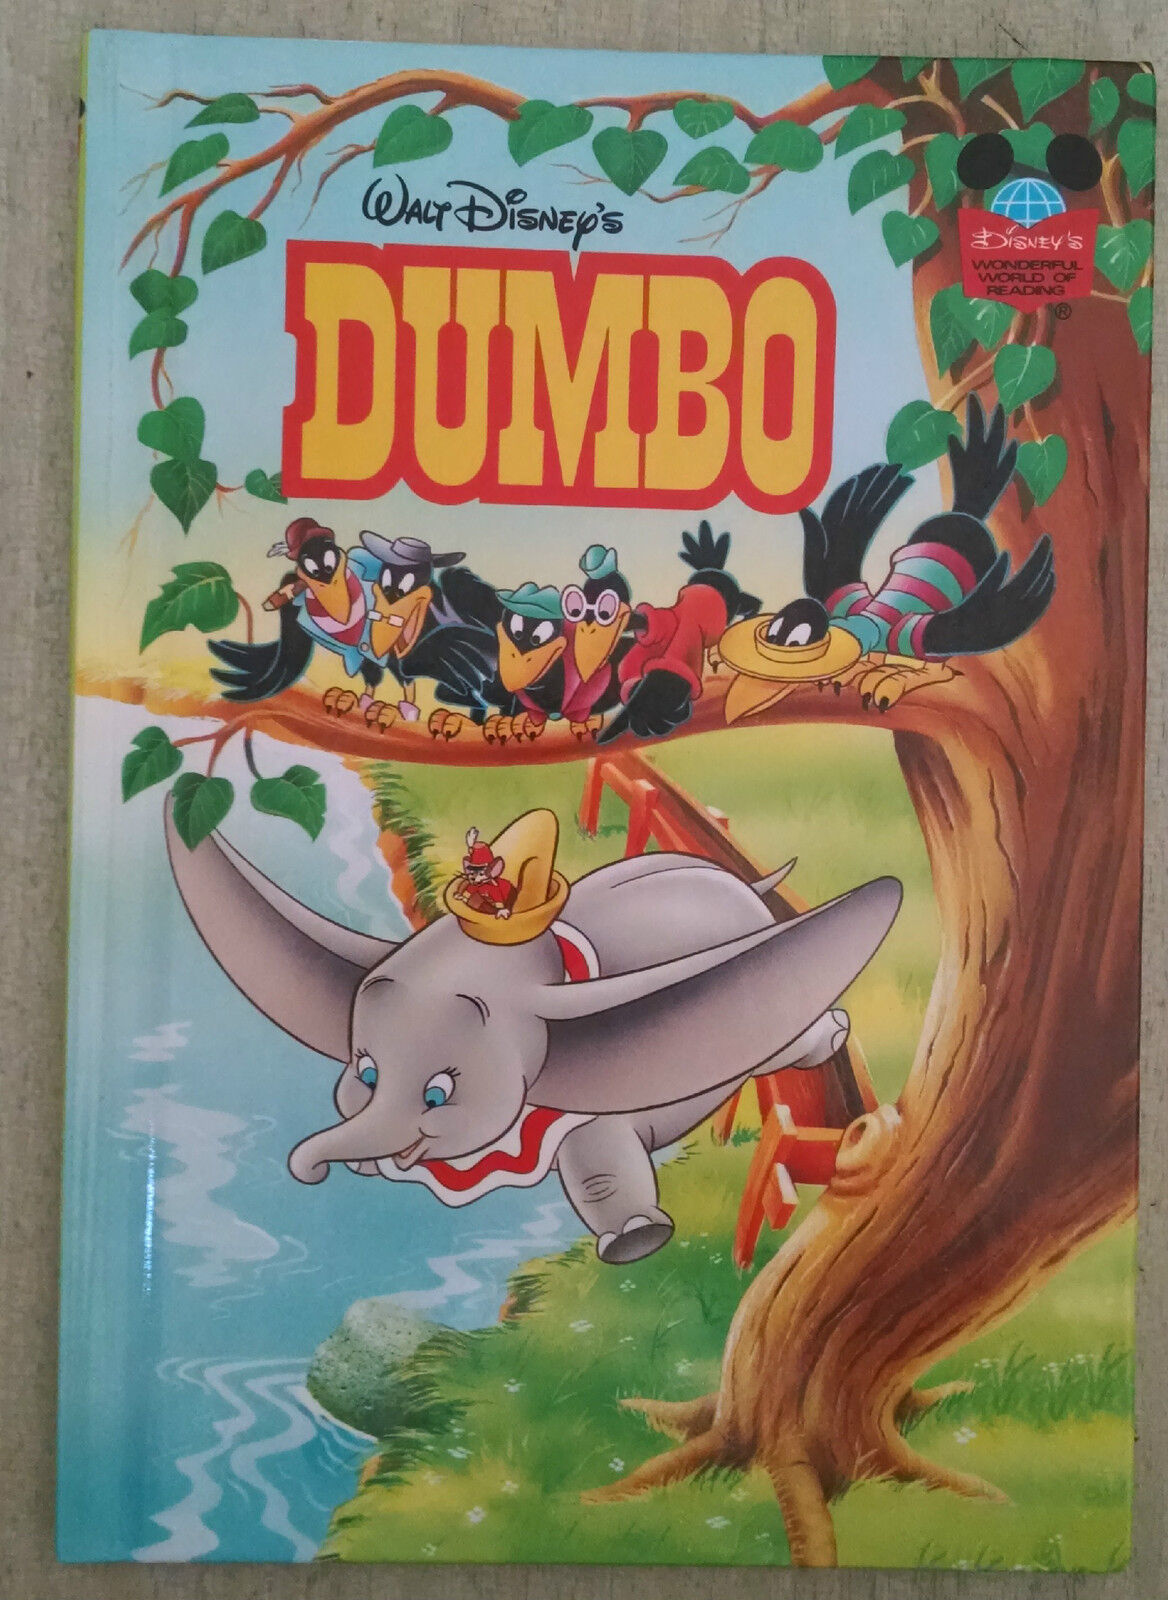 WALT DISNEY'S
DUMBO
DISNEY'S
WONDERFUL
WORLD OF
READING
®